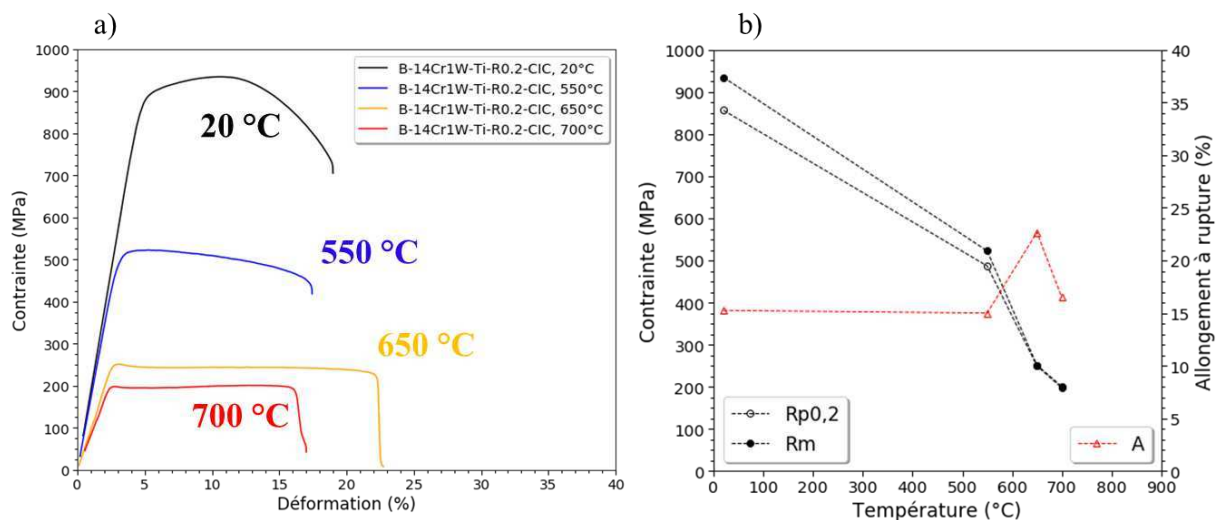 a)
1000
900
800
700
600
500
400
300
200
100
0
Contrainte (MPa)
B-14Cr1W-Ti-R0.2-CIC, 20°C
B-14Cr1W-Ti-R0.2-CIC, 550°C
B-14Cr1W-Ti-R0.2-CIC, 650°C
B-14Cr1W-Ti-R0.2-CIC, 700°C
20 °C
550 °C
650 °C
700 °C
0 5 10 15 20 25 30 35 40
Déformation (%)
b)
1000
900
800
700
600
500
400
300
200
100
0
Contrainte (MPa)
Rp0,2
Rm
A
40
35
30
25
20
15
10
5
0
Allongement à rupture (%)
0 100 200 300 400 500 600 700 800 900
Température (°C)